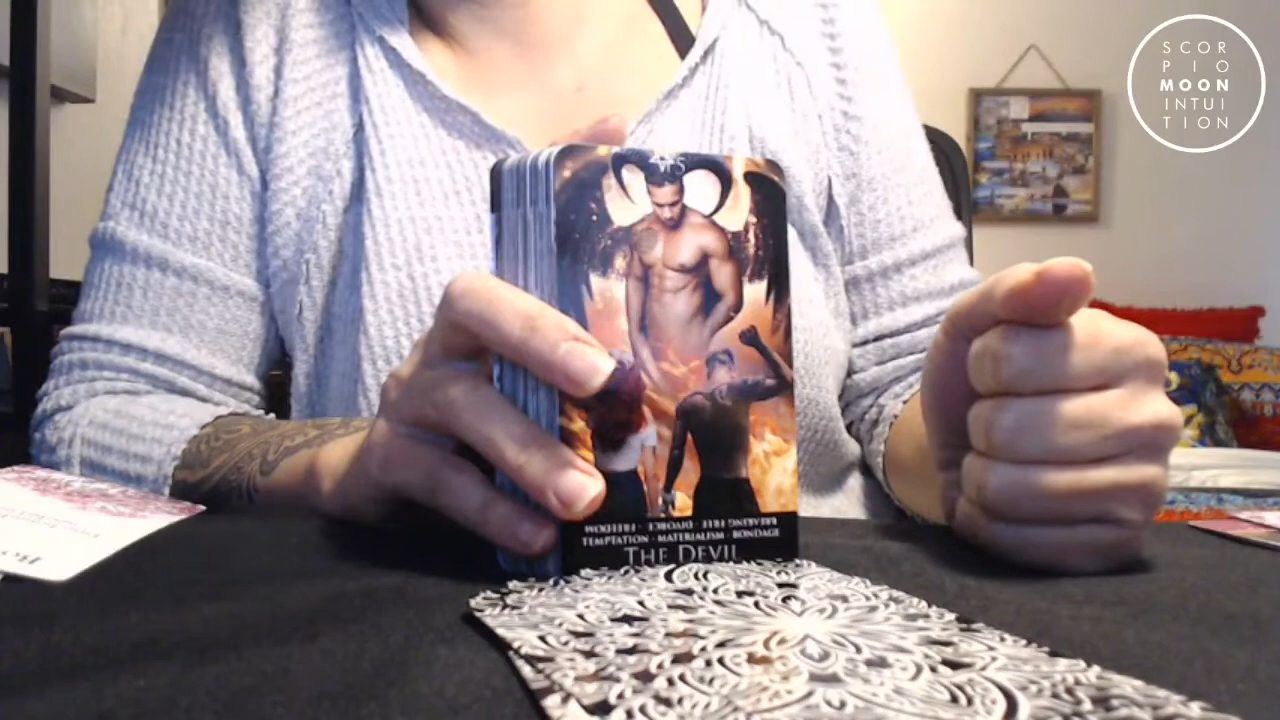 SCOR
PIO
MOON
INTUI
TION
FREEDOM · DIVORCE · BREAKING FREE
TEMPTATION · MATERIALISM · BONDAGE
THE DEVIL